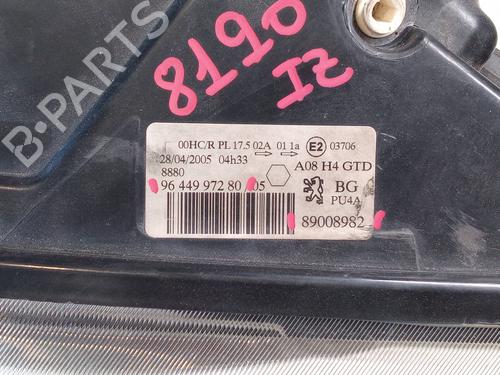 B-PARTS
8190
IZ
00HC/R PL 17.5 02A 01 1a E2 03706
28/04/2005 04h33 A08 H4 GTD
8880 BG
96 449 972 80 05 PU4A
89008982